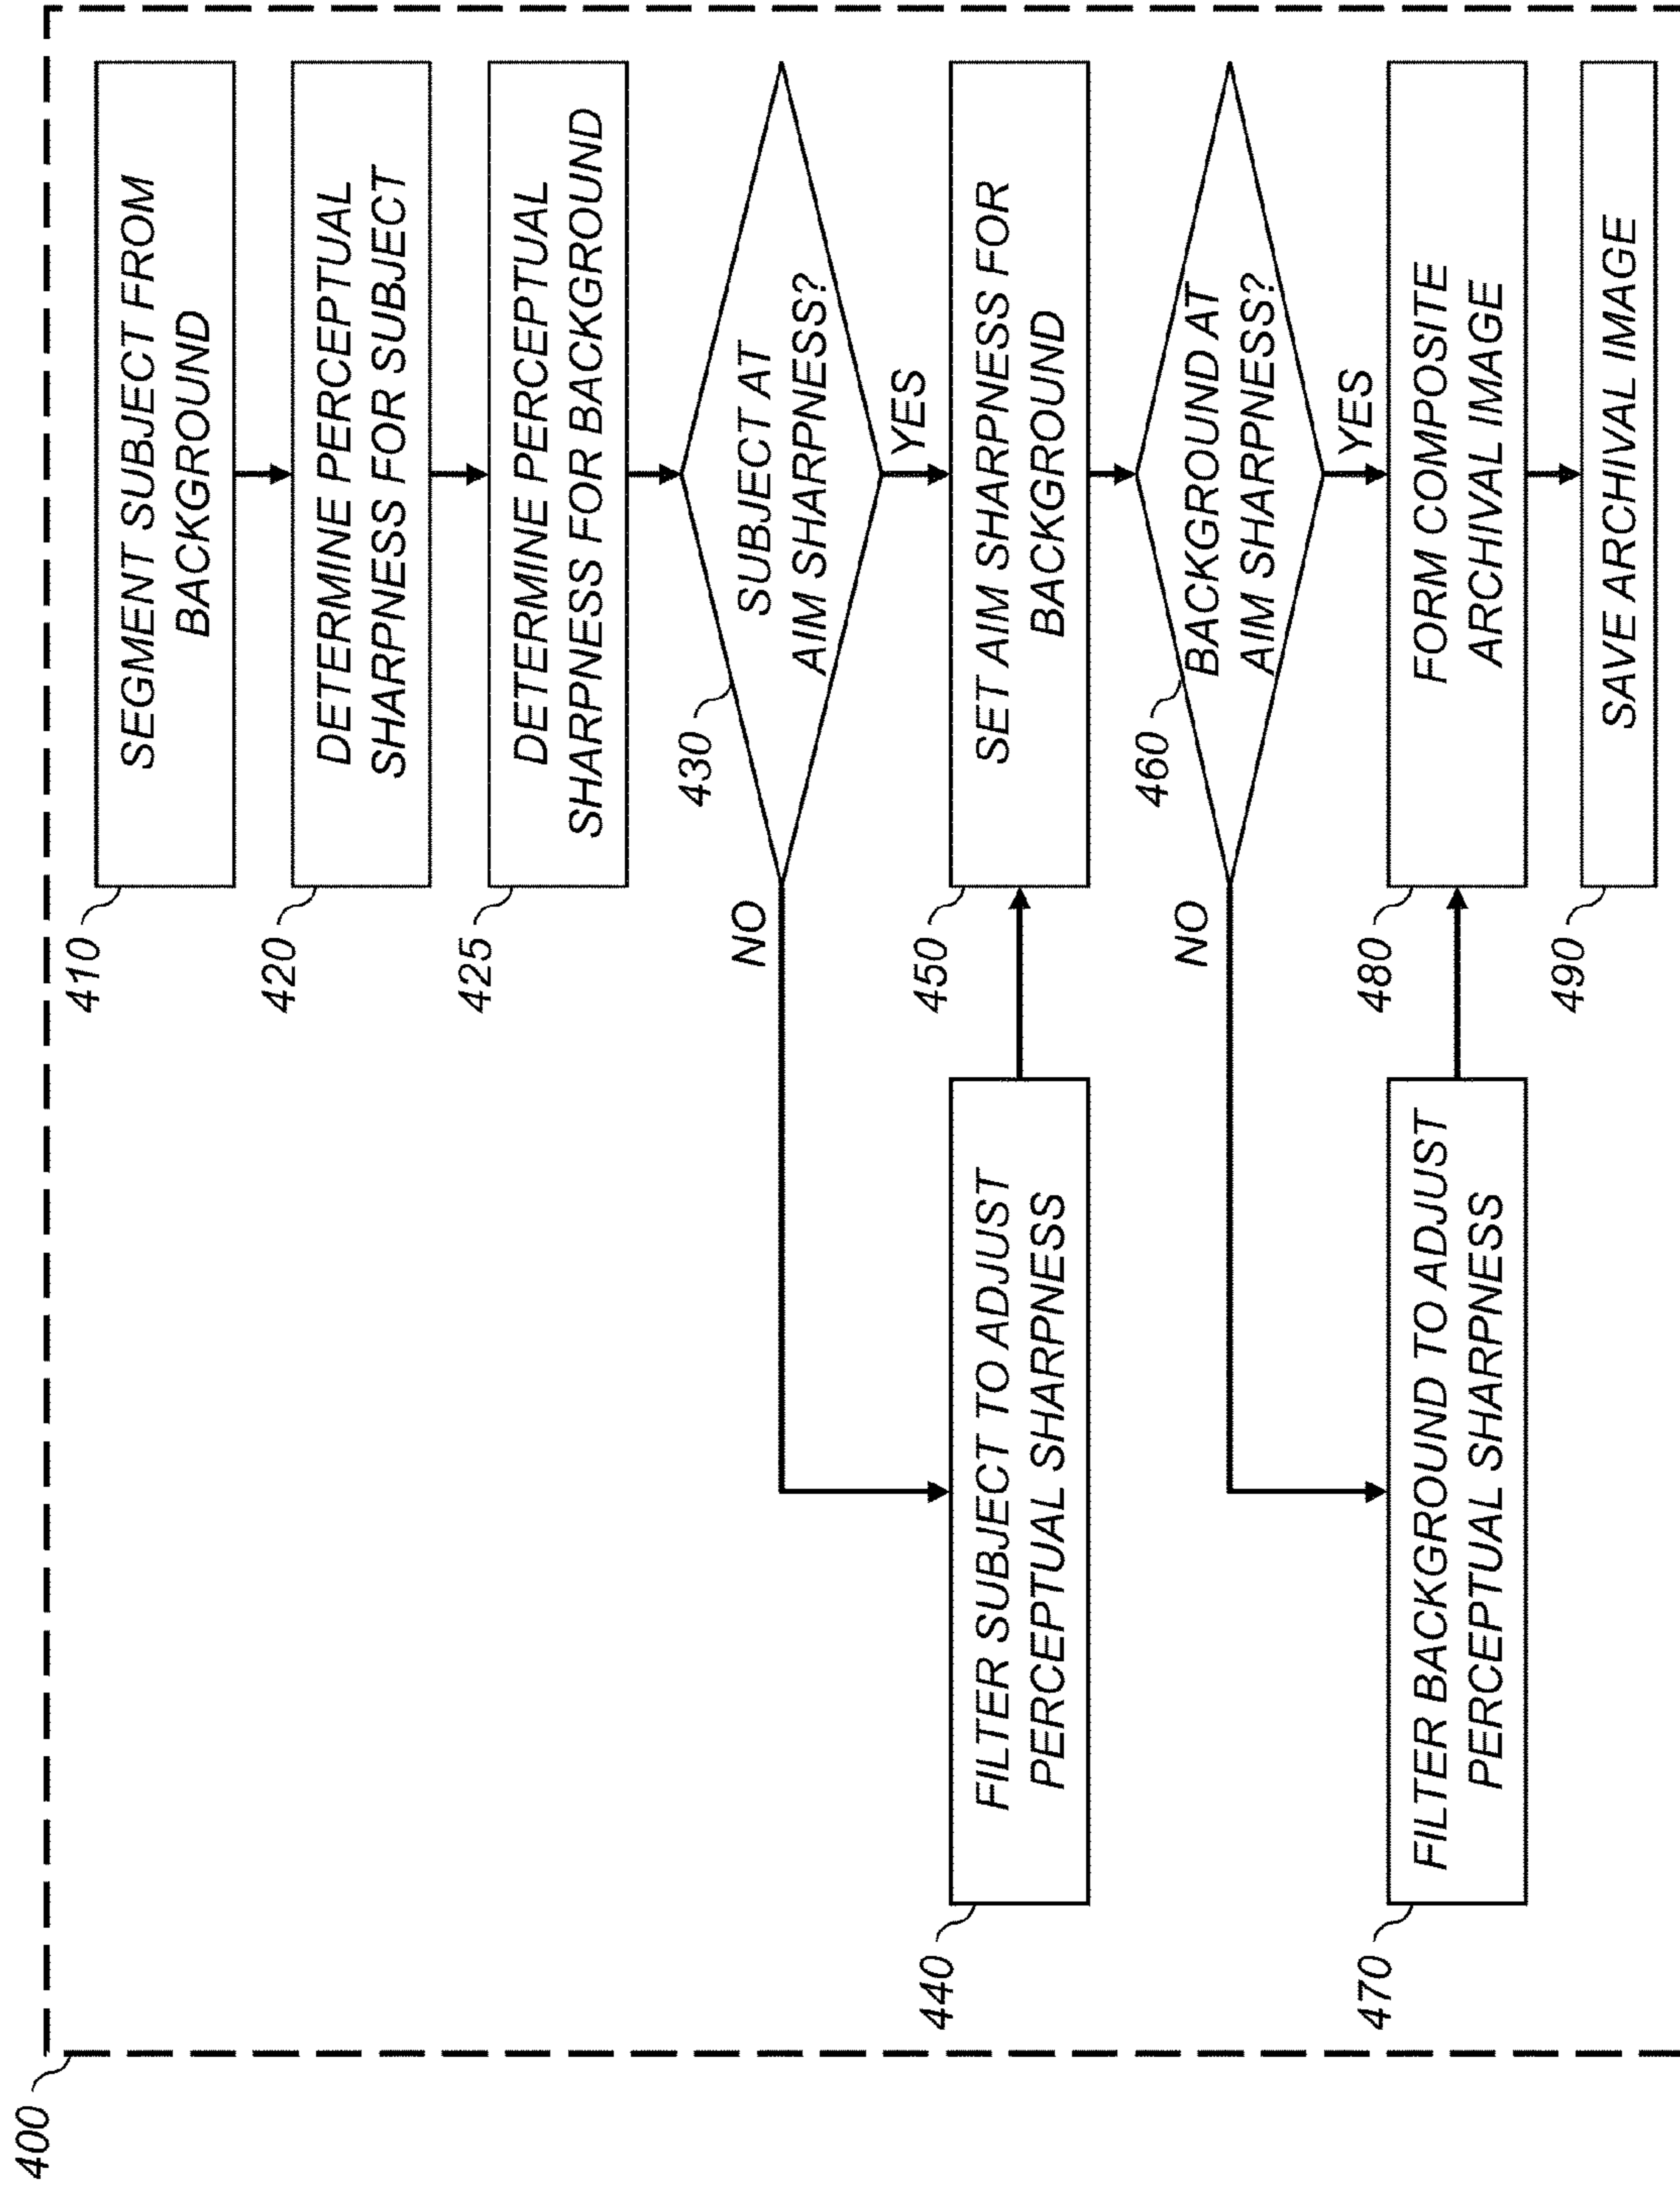 400
410
SEGMENT SUBJECT FROM
BACKGROUND
420
DETERMINE PERCEPTUAL
SHARPNESS FOR SUBJECT
425
DETERMINE PERCEPTUAL
SHARPNESS FOR BACKGROUND
430
SUBJECT AT
AIM SHARPNESS?
NO
YES
440
FILTER SUBJECT TO ADJUST
PERCEPTUAL SHARPNESS
450
SET AIM SHARPNESS FOR
BACKGROUND
460
BACKGROUND AT
AIM SHARPNESS?
NO
YES
470
FILTER BACKGROUND TO ADJUST
PERCEPTUAL SHARPNESS
480
FORM COMPOSITE
ARCHIVAL IMAGE
490
SAVE ARCHIVAL IMAGE